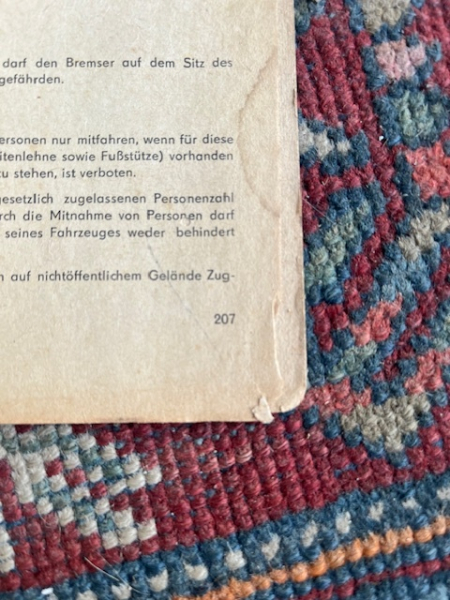 darf den Bremser auf dem Sitz des
gefährden.
ersonen nur mitfahren, wenn für diese
itenlehne sowie Fußstütze) vorhanden
zu stehen, ist verboten.
gesetzlich zugelassenen Personenzahl
rch die Mitnahme von Personen darf
seines Fahrzeuges weder behindert
auf nichtöffentlichem Gelände Zug-
207